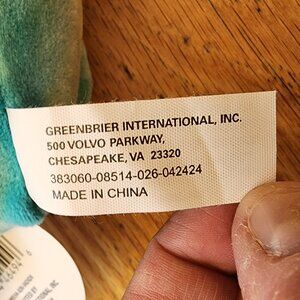 GREENBRIER INTERNATIONAL, INC.
500 VOLVO PARKWAY,
CHESAPEAKE, VA 23320
383060-08514-026-042424
MADE IN CHINA